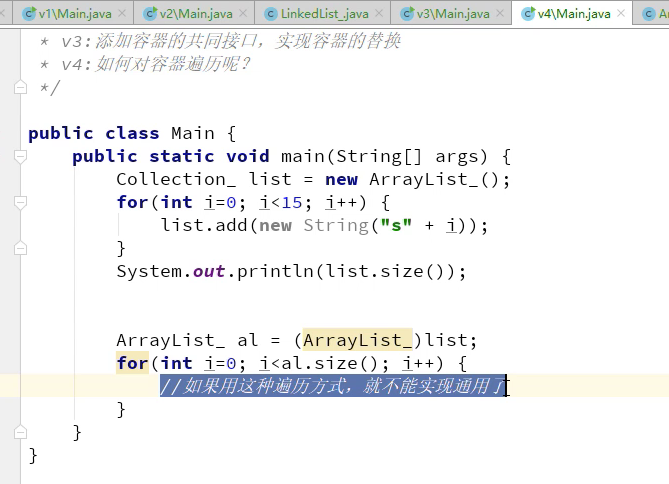 v1\Main.java
v2\Main.java
LinkedList_.java
v3\Main.java
v4\Main.java
* v3:添加容器的共同接口，实现容器的替换
* v4:如何对容器遍历呢？
*/
public class Main {
public static void main(String[] args) {
Collection_ list = new ArrayList_();
for(int i=0; i<15; i++) {
list.add(new String("s" + i));
}
System.out.println(list.size());
ArrayList_ al = (ArrayList_)list;
for(int i=0; i<al.size(); i++) {
//如果用这种遍历方式，就不能实现通用了
}
}
}